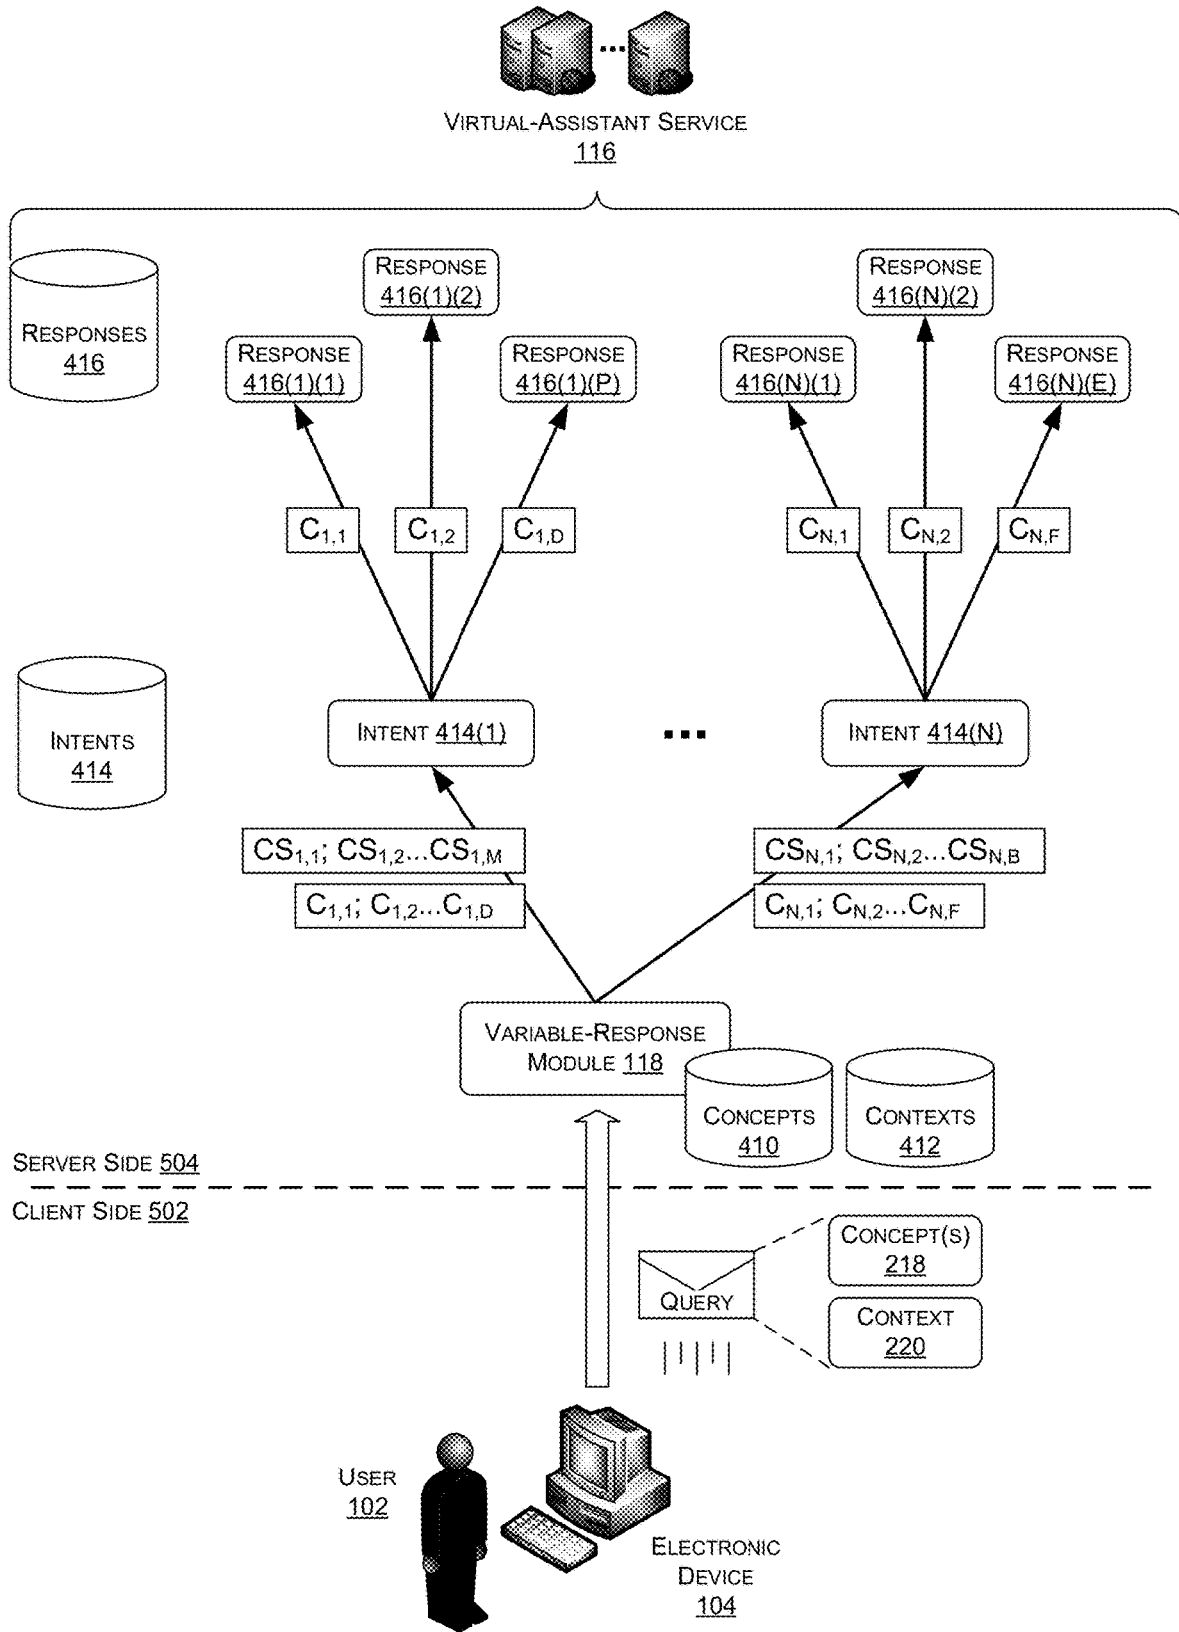 Virtual-Assistant Service
116
Responses
416
Response
416(1)(1)
Response
416(1)(2)
Response
416(1)(P)
Response
416(N)(1)
Response
416(N)(2)
Response
416(N)(E)
C1,1
C1,2
C1,D
CN,1
CN,2
CN,F
Intents
414
Intent 414(1)
...
Intent 414(N)
CS1,1; CS1,2...CS1,M
C1,1; C1,2...C1,D
CSN,1; CSN,2...CSN,B
CN,1; CN,2...CN,F
Variable-Response
Module 118
Concepts
410
Contexts
412
Server Side 504
Client Side 502
Query
Concept(s)
218
Context
220
User
102
Electronic
Device
104